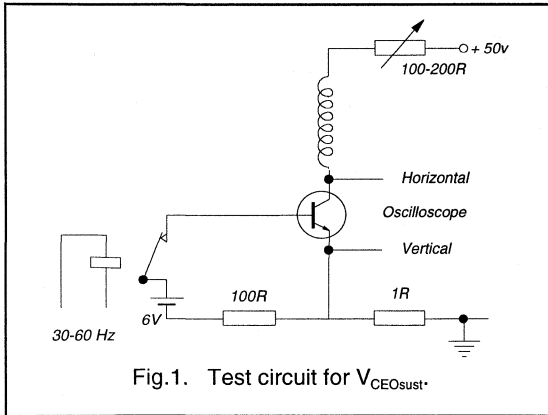 + 50v
100-200R
Horizontal
Oscilloscope
Vertical
100R
1R
6V
30-60 Hz
Fig.1. Test circuit for VCEOsust.